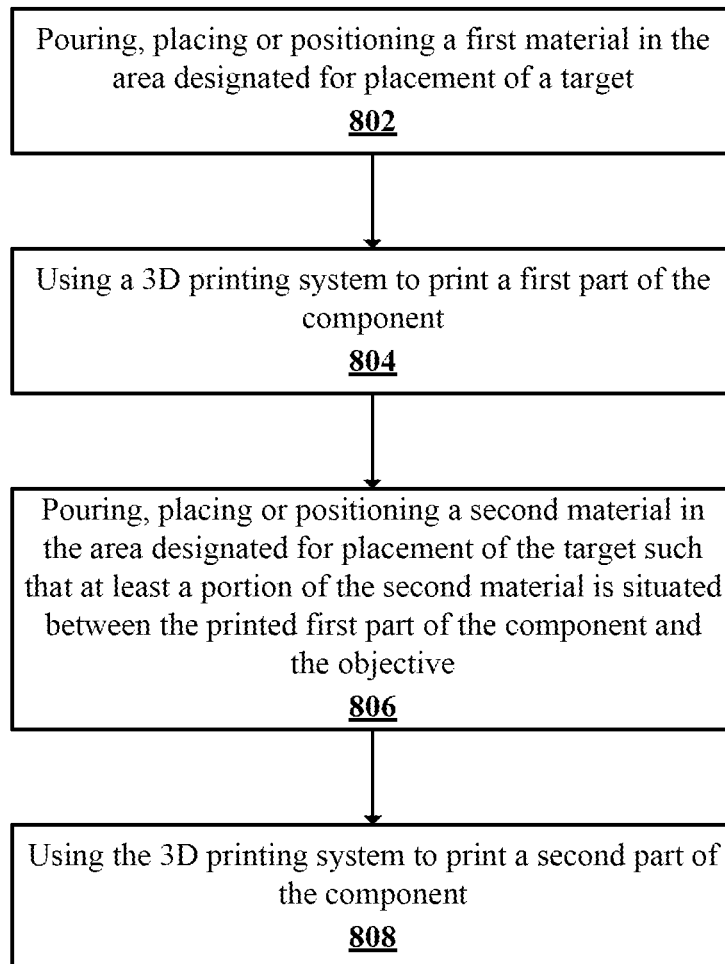 Pouring, placing or positioning a first material in the
area designated for placement of a target
802
Using a 3D printing system to print a first part of the
component
804
Pouring, placing or positioning a second material in
the area designated for placement of the target such
that at least a portion of the second material is situated
between the printed first part of the component and
the objective
806
Using the 3D printing system to print a second part of
the component
808